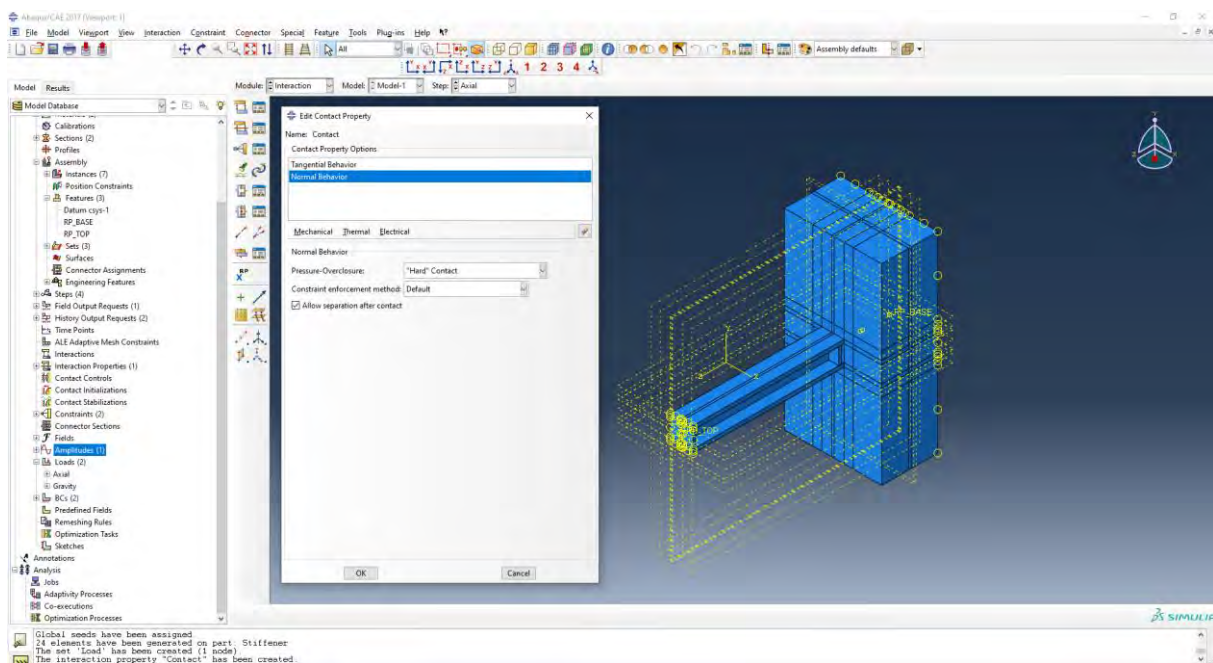 Abaqus/CAE 2017 [Viewport: 1]
File Model Viewport View Interaction Constraint Connector Special Feature Tools Plug-ins Help
All
Assembly defaults
1 2 3 4
Model Results
Module: Interaction Model: Model-1 Step: Axial
Model Database
Calibrations
Sections (2)
Profiles
Assembly
Instances (7)
Position Constraints
Features (3)
Datum csys-1
RP_BASE
RP_TOP
Sets (3)
Surfaces
Connector Assignments
Engineering Features
Steps (4)
Field Output Requests (1)
History Output Requests (2)
Time Points
ALE Adaptive Mesh Constraints
Interactions
Interaction Properties (1)
Contact Controls
Contact Initializations
Contact Stabilizations
Constraints (2)
Connector Sections
Fields
Amplitudes (1)
Loads (2)
Axial
Gravity
BCs (2)
Predefined Fields
Remeshing Rules
Optimization Tasks
Sketches
Annotations
Analysis
Jobs
Adaptivity Processes
Co-executions
Optimization Processes
RP
Edit Contact Property
Name: Contact
Contact Property Options
Tangential Behavior
Normal Behavior
Mechanical Thermal Electrical
Normal Behavior
Pressure-Overclosure: "Hard" Contact
Constraint enforcement method: Default
Allow separation after contact
OK Cancel
RP_BASE
TOP
SIMULIA
Global seeds have been assigned
24 elements have been generated on part: Stiffener
The set 'Load' has been created (1 node)
The interaction property "Contact" has been created.